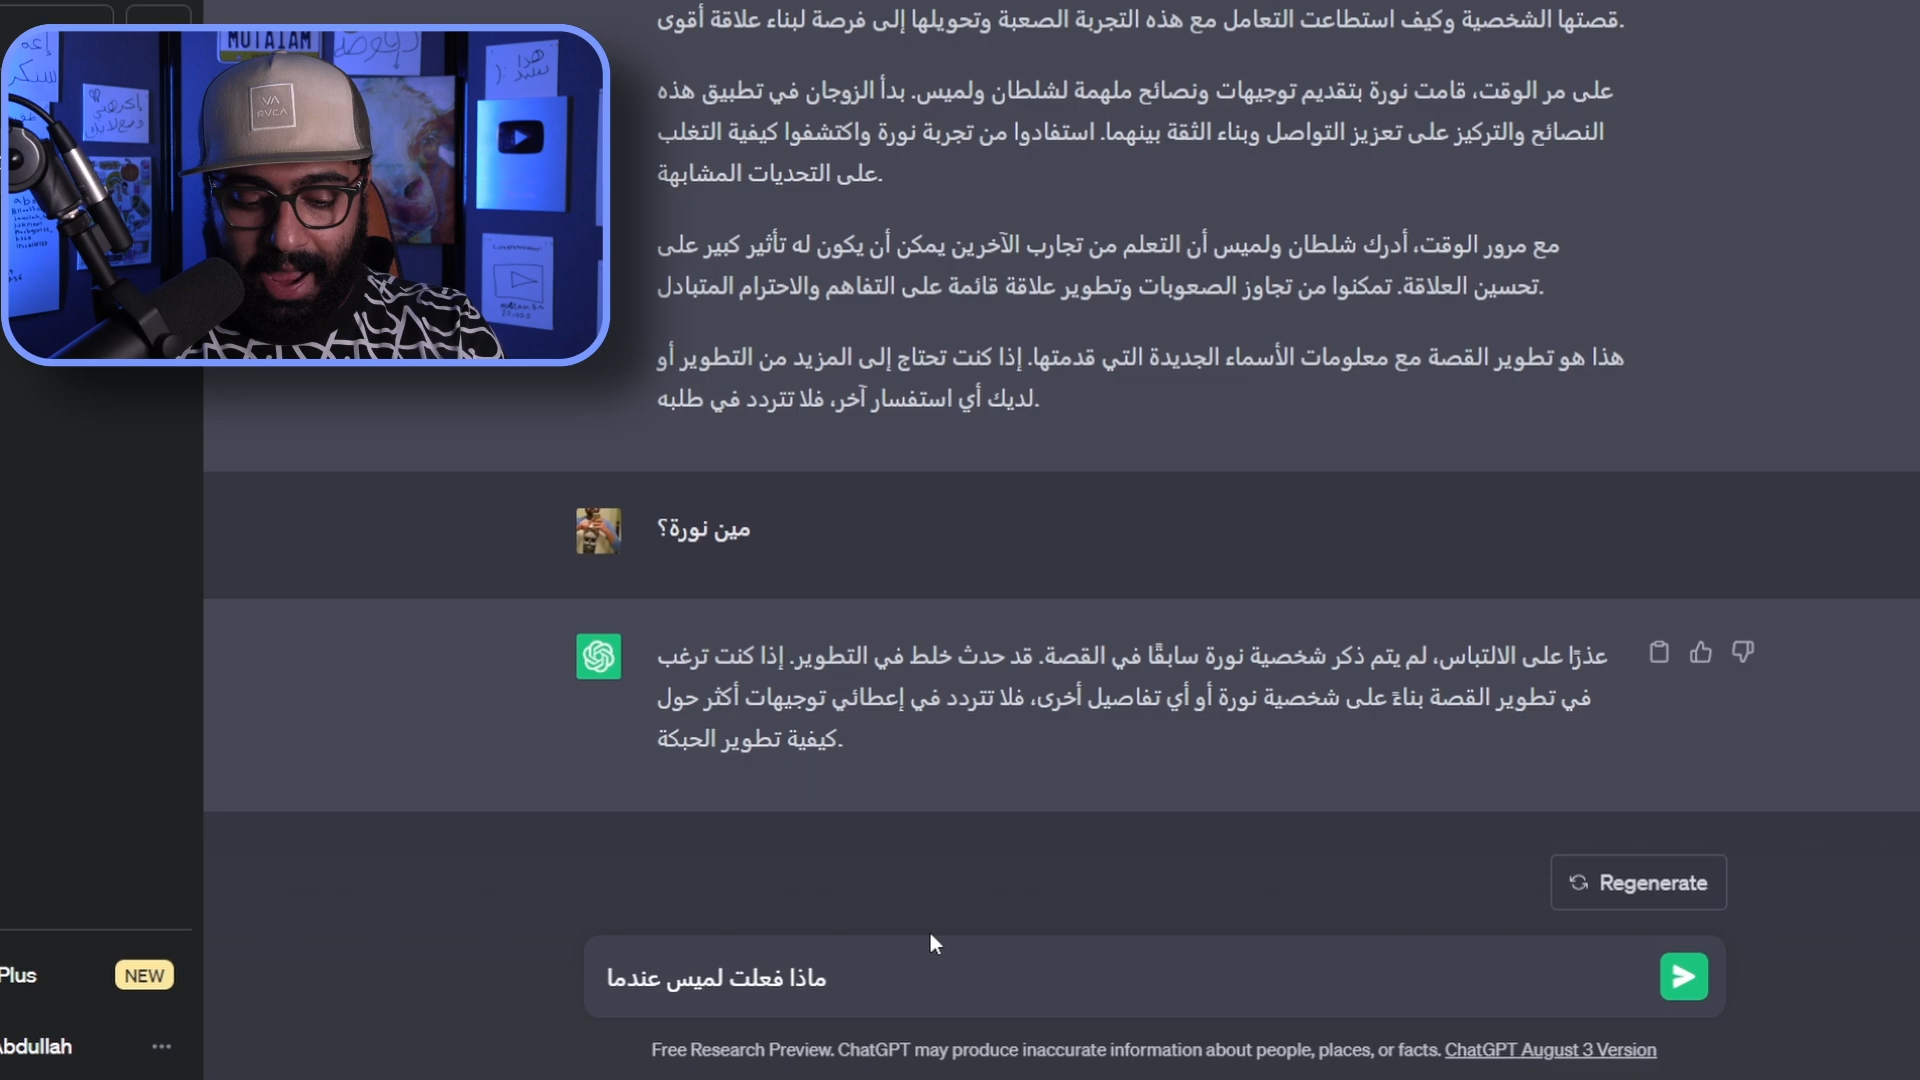 MUTAIAM
VA
RVCA
قصتها الشخصية وكيف استطاعت التعامل مع هذه التجربة الصعبة وتحويلها إلى فرصة لبناء علاقة أقوى.
على مر الوقت، قامت نورة بتقديم توجيهات ونصائح ملهمة لشلطان ولميس. بدأ الزوجان في تطبيق هذه
النصائح والتركيز على تعزيز التواصل وبناء الثقة بينهما. استفادوا من تجربة نورة واكتشفوا كيفية التغلب
على التحديات المشابهة.
مع مرور الوقت، أدرك شلطان ولميس أن التعلم من تجارب الآخرين يمكن أن يكون له تأثير كبير على
تحسين العلاقة. تمكنوا من تجاوز الصعوبات وتطوير علاقة قائمة على التفاهم والاحترام المتبادل.
هذا هو تطوير القصة مع معلومات الأسماء الجديدة التي قدمتها. إذا كنت تحتاج إلى المزيد من التطوير أو
لديك أي استفسار آخر، فلا تتردد في طلبه.
مين نورة؟
عذرًا على الالتباس، لم يتم ذكر شخصية نورة سابقًا في القصة. قد حدث خلط في التطوير. إذا كنت ترغب
في تطوير القصة بناءً على شخصية نورة أو أي تفاصيل أخرى، فلا تتردد في إعطائي توجيهات أكثر حول
كيفية تطوير الحبكة.
Regenerate
ماذا فعلت لميس عندما
Plus NEW
Abdullah
Free Research Preview. ChatGPT may produce inaccurate information about people, places, or facts. ChatGPT August 3 Version